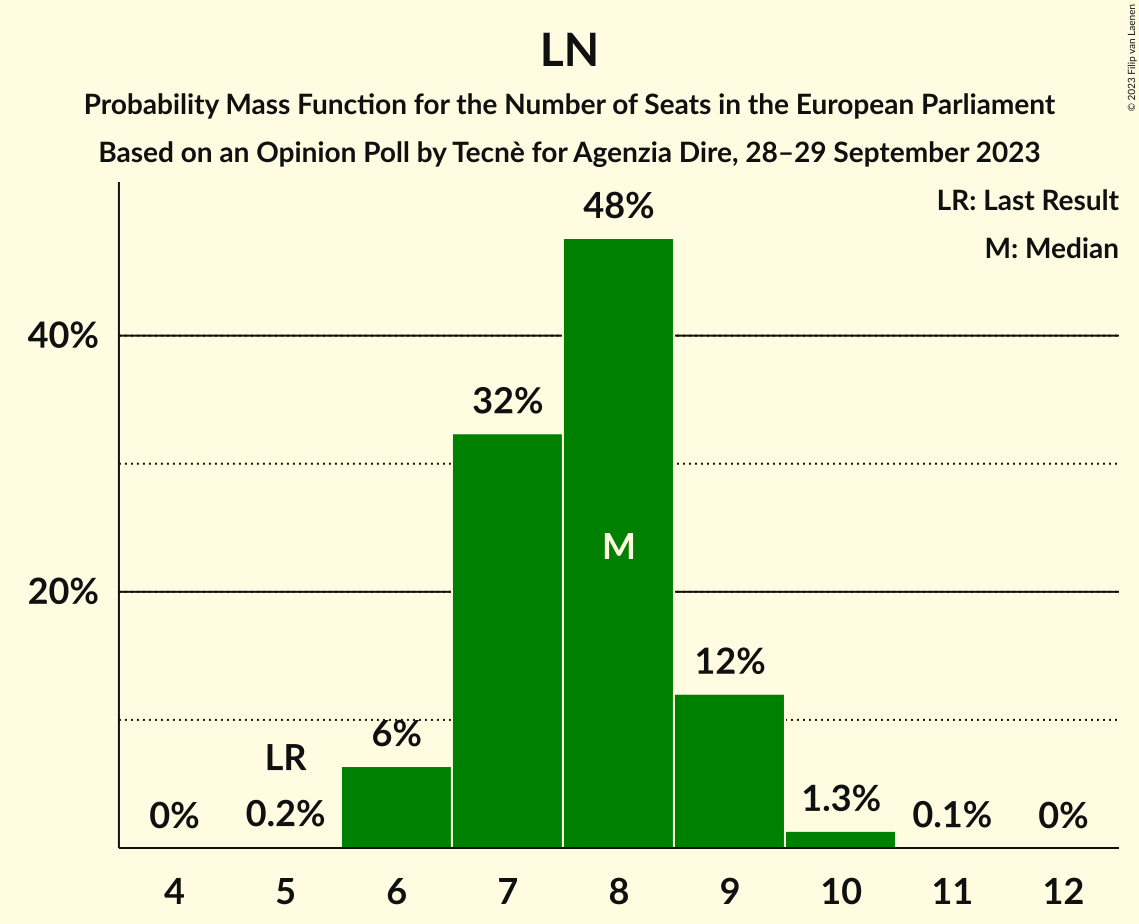 LN
Probability Mass Function for the Number of Seats in the European Parliament
Based on an Opinion Poll by Tecnè for Agenzia Dire, 28–29 September 2023
© 2023 Filip van Laenen
LR: Last Result
M: Median
48%
40%
32%
M
20%
12%
6%
LR
0%
0.2%
1.3%
0.1%
0%
4 5 6 7 8 9 10 11 12